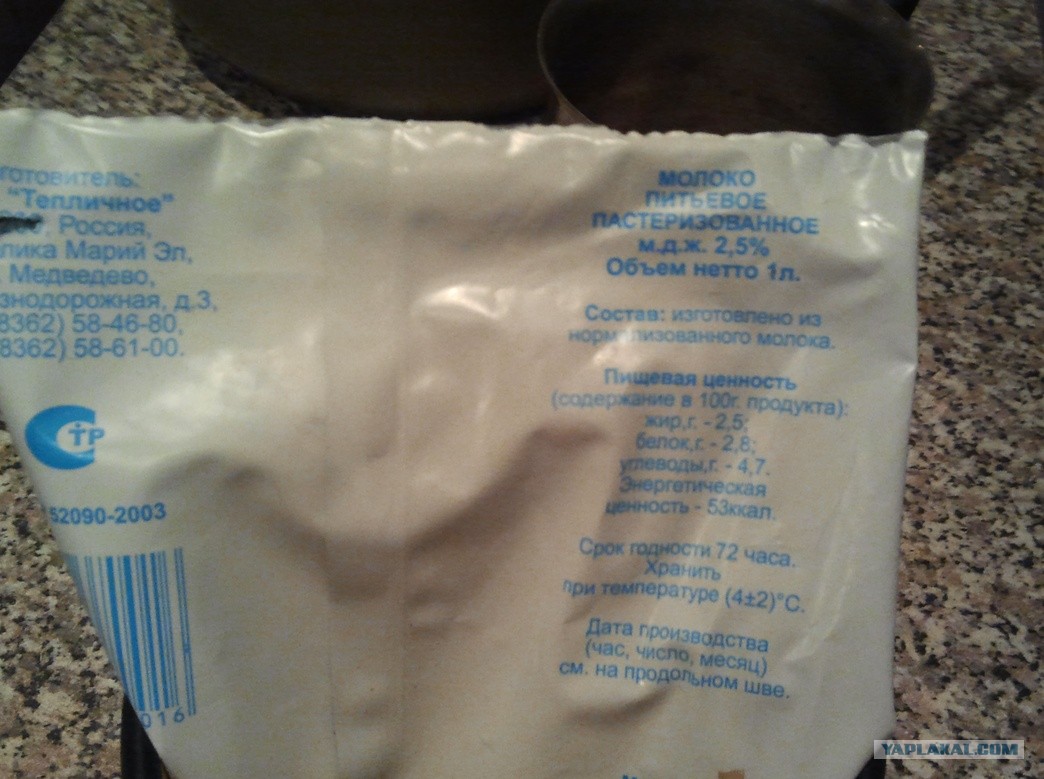 готовитель:
"Тепличное"
Россия,
лика Марий Эл,
Медведево,
знодорожная, д.3,
8362) 58-46-80,
8362) 58-61-00.
ТР
52090-2003
016
МОЛОКО
ПИТЬЕВОЕ
ПАСТЕРИЗОВАННОЕ
м.д.ж. 2,5%
Объем нетто 1л.
Состав: изготовлено из
нормализованного молока.
Пищевая ценность
(содержание в 100г. продукта):
жир,г. - 2,5;
белок,г. - 2,8;
углеводы,г. - 4,7.
Энергетическая
ценность - 53ккал.
Срок годности 72 часа.
Хранить
при температуре (4±2)°С.
Дата производства
(час, число, месяц)
см. на продольном шве.
YAPLAKAL.COM